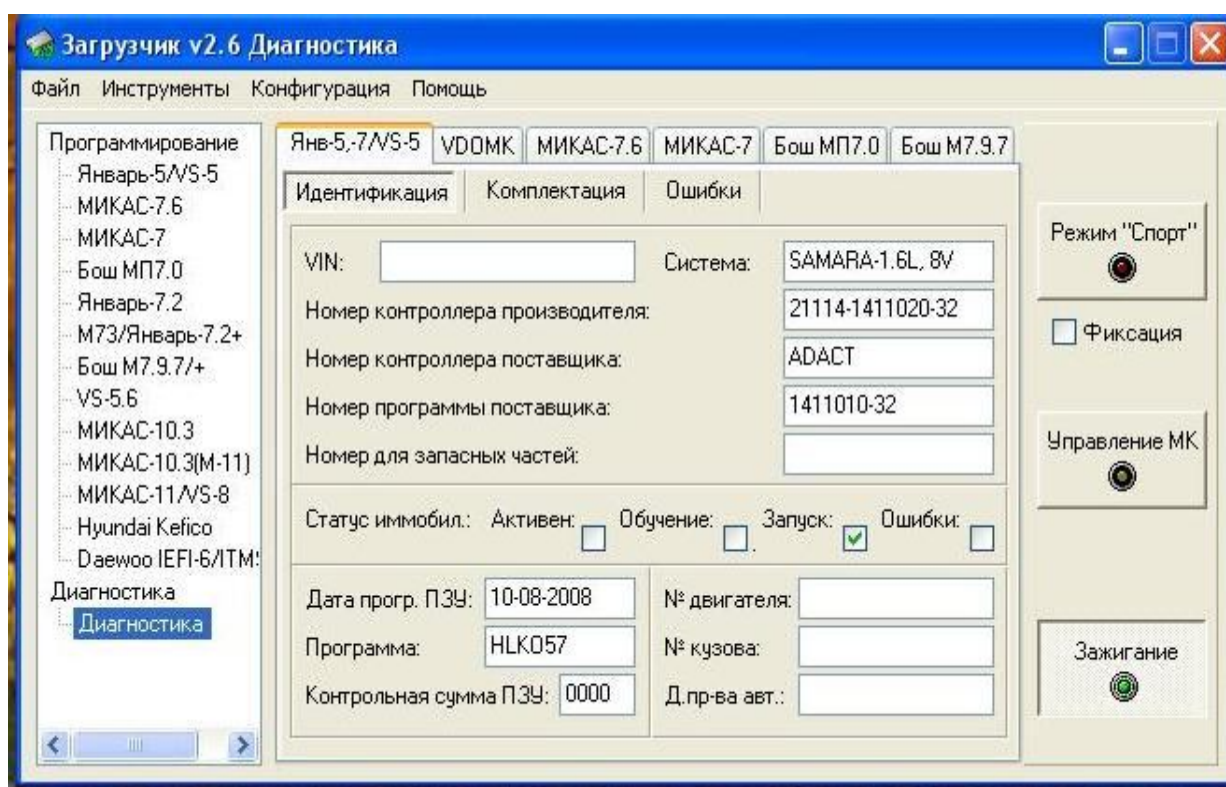 Загрузчик v2.6 Диагностика
Файл Инструменты Конфигурация Помощь
Программирование
Январь-5/VS-5
МИКАС-7.6
МИКАС-7
Бош МП7.0
Январь-7.2
М73/Январь-7.2+
Бош М7.9.7/+
VS-5.6
МИКАС-10.3
МИКАС-10.3(М-11)
МИКАС-11/VS-8
Hyundai Kefico
Daewoo IEFI-6/ITMS
Диагностика
Диагностика
Янв-5,-7/VS-5 VDOMK МИКАС-7.6 МИКАС-7 Бош МП7.0 Бош М7.9.7
Идентификация Комплектация Ошибки
VIN: Система: SAMARA-1.6L, 8V
Номер контроллера производителя: 21114-1411020-32
Номер контроллера поставщика: ADACT
Номер программы поставщика: 1411010-32
Номер для запасных частей:
Статус иммобил.: Активен: Обучение: . Запуск: Ошибки:
Дата прогр. ПЗУ: 10-08-2008 № двигателя:
Программа: HLKO57 № кузова:
Контрольная сумма ПЗУ: 0000 Д.пр-ва авт.:
Режим "Спорт"
Фиксация
Управление МК
Зажигание